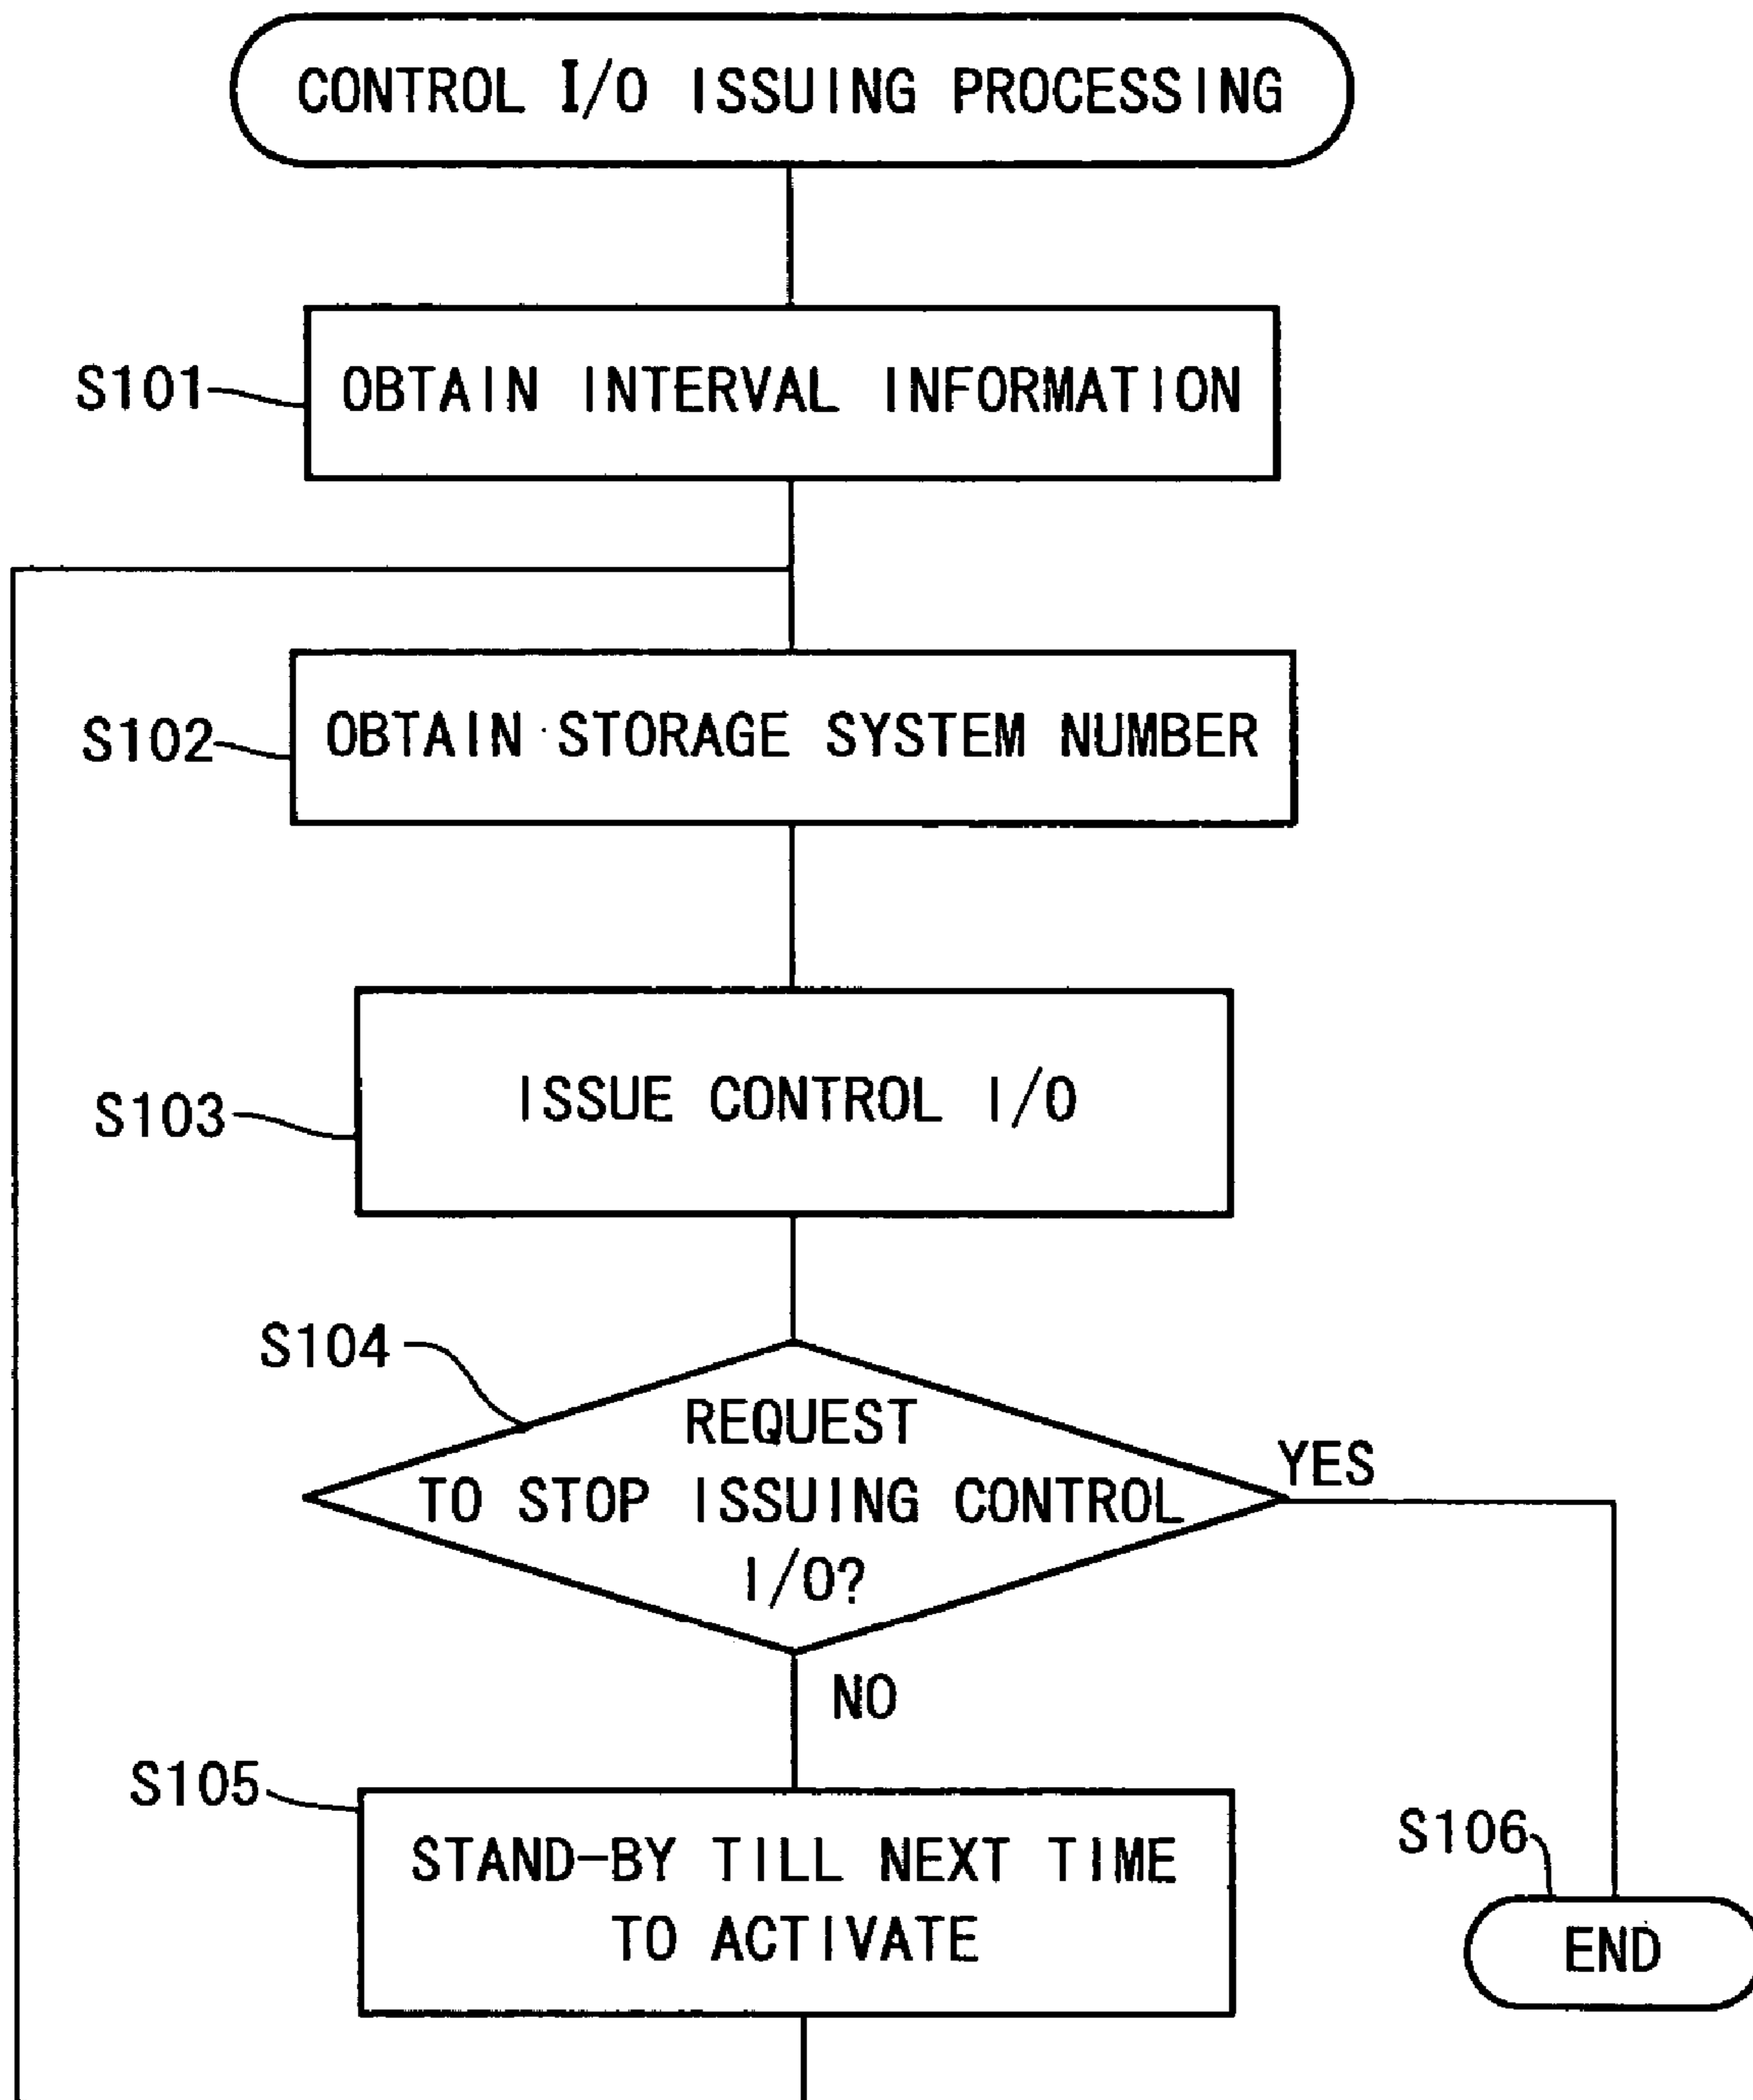 CONTROL I/O ISSUING PROCESSING
S101
OBTAIN INTERVAL INFORMATION
S102
OBTAIN STORAGE SYSTEM NUMBER
S103
ISSUE CONTROL I/O
S104
REQUEST
TO STOP ISSUING CONTROL
I/O?
YES
NO
S105
STAND-BY TILL NEXT TIME
TO ACTIVATE
S106
END